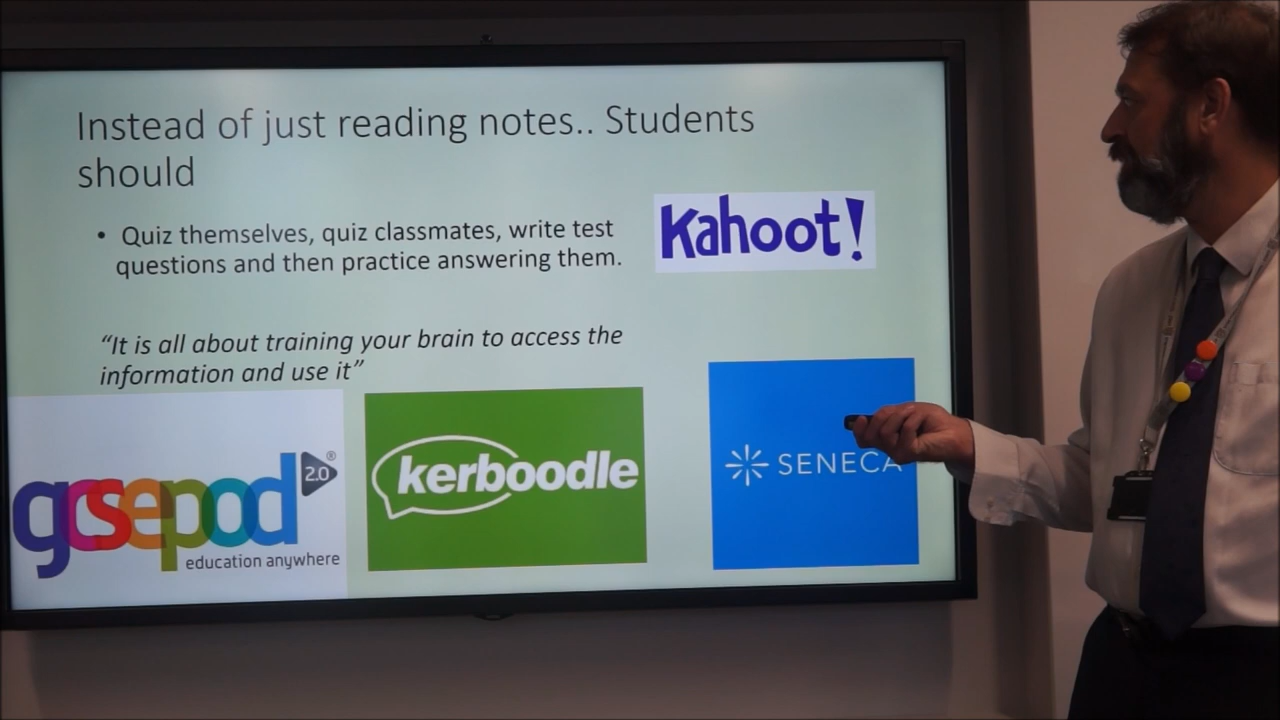 Instead of just reading notes.. Students
should
• Quiz themselves, quiz classmates, write test
questions and then practice answering them.
Kahoot!
“It is all about training your brain to access the
information and use it”
gcsepod 2.0®
education anywhere
kerboodle
SENECA